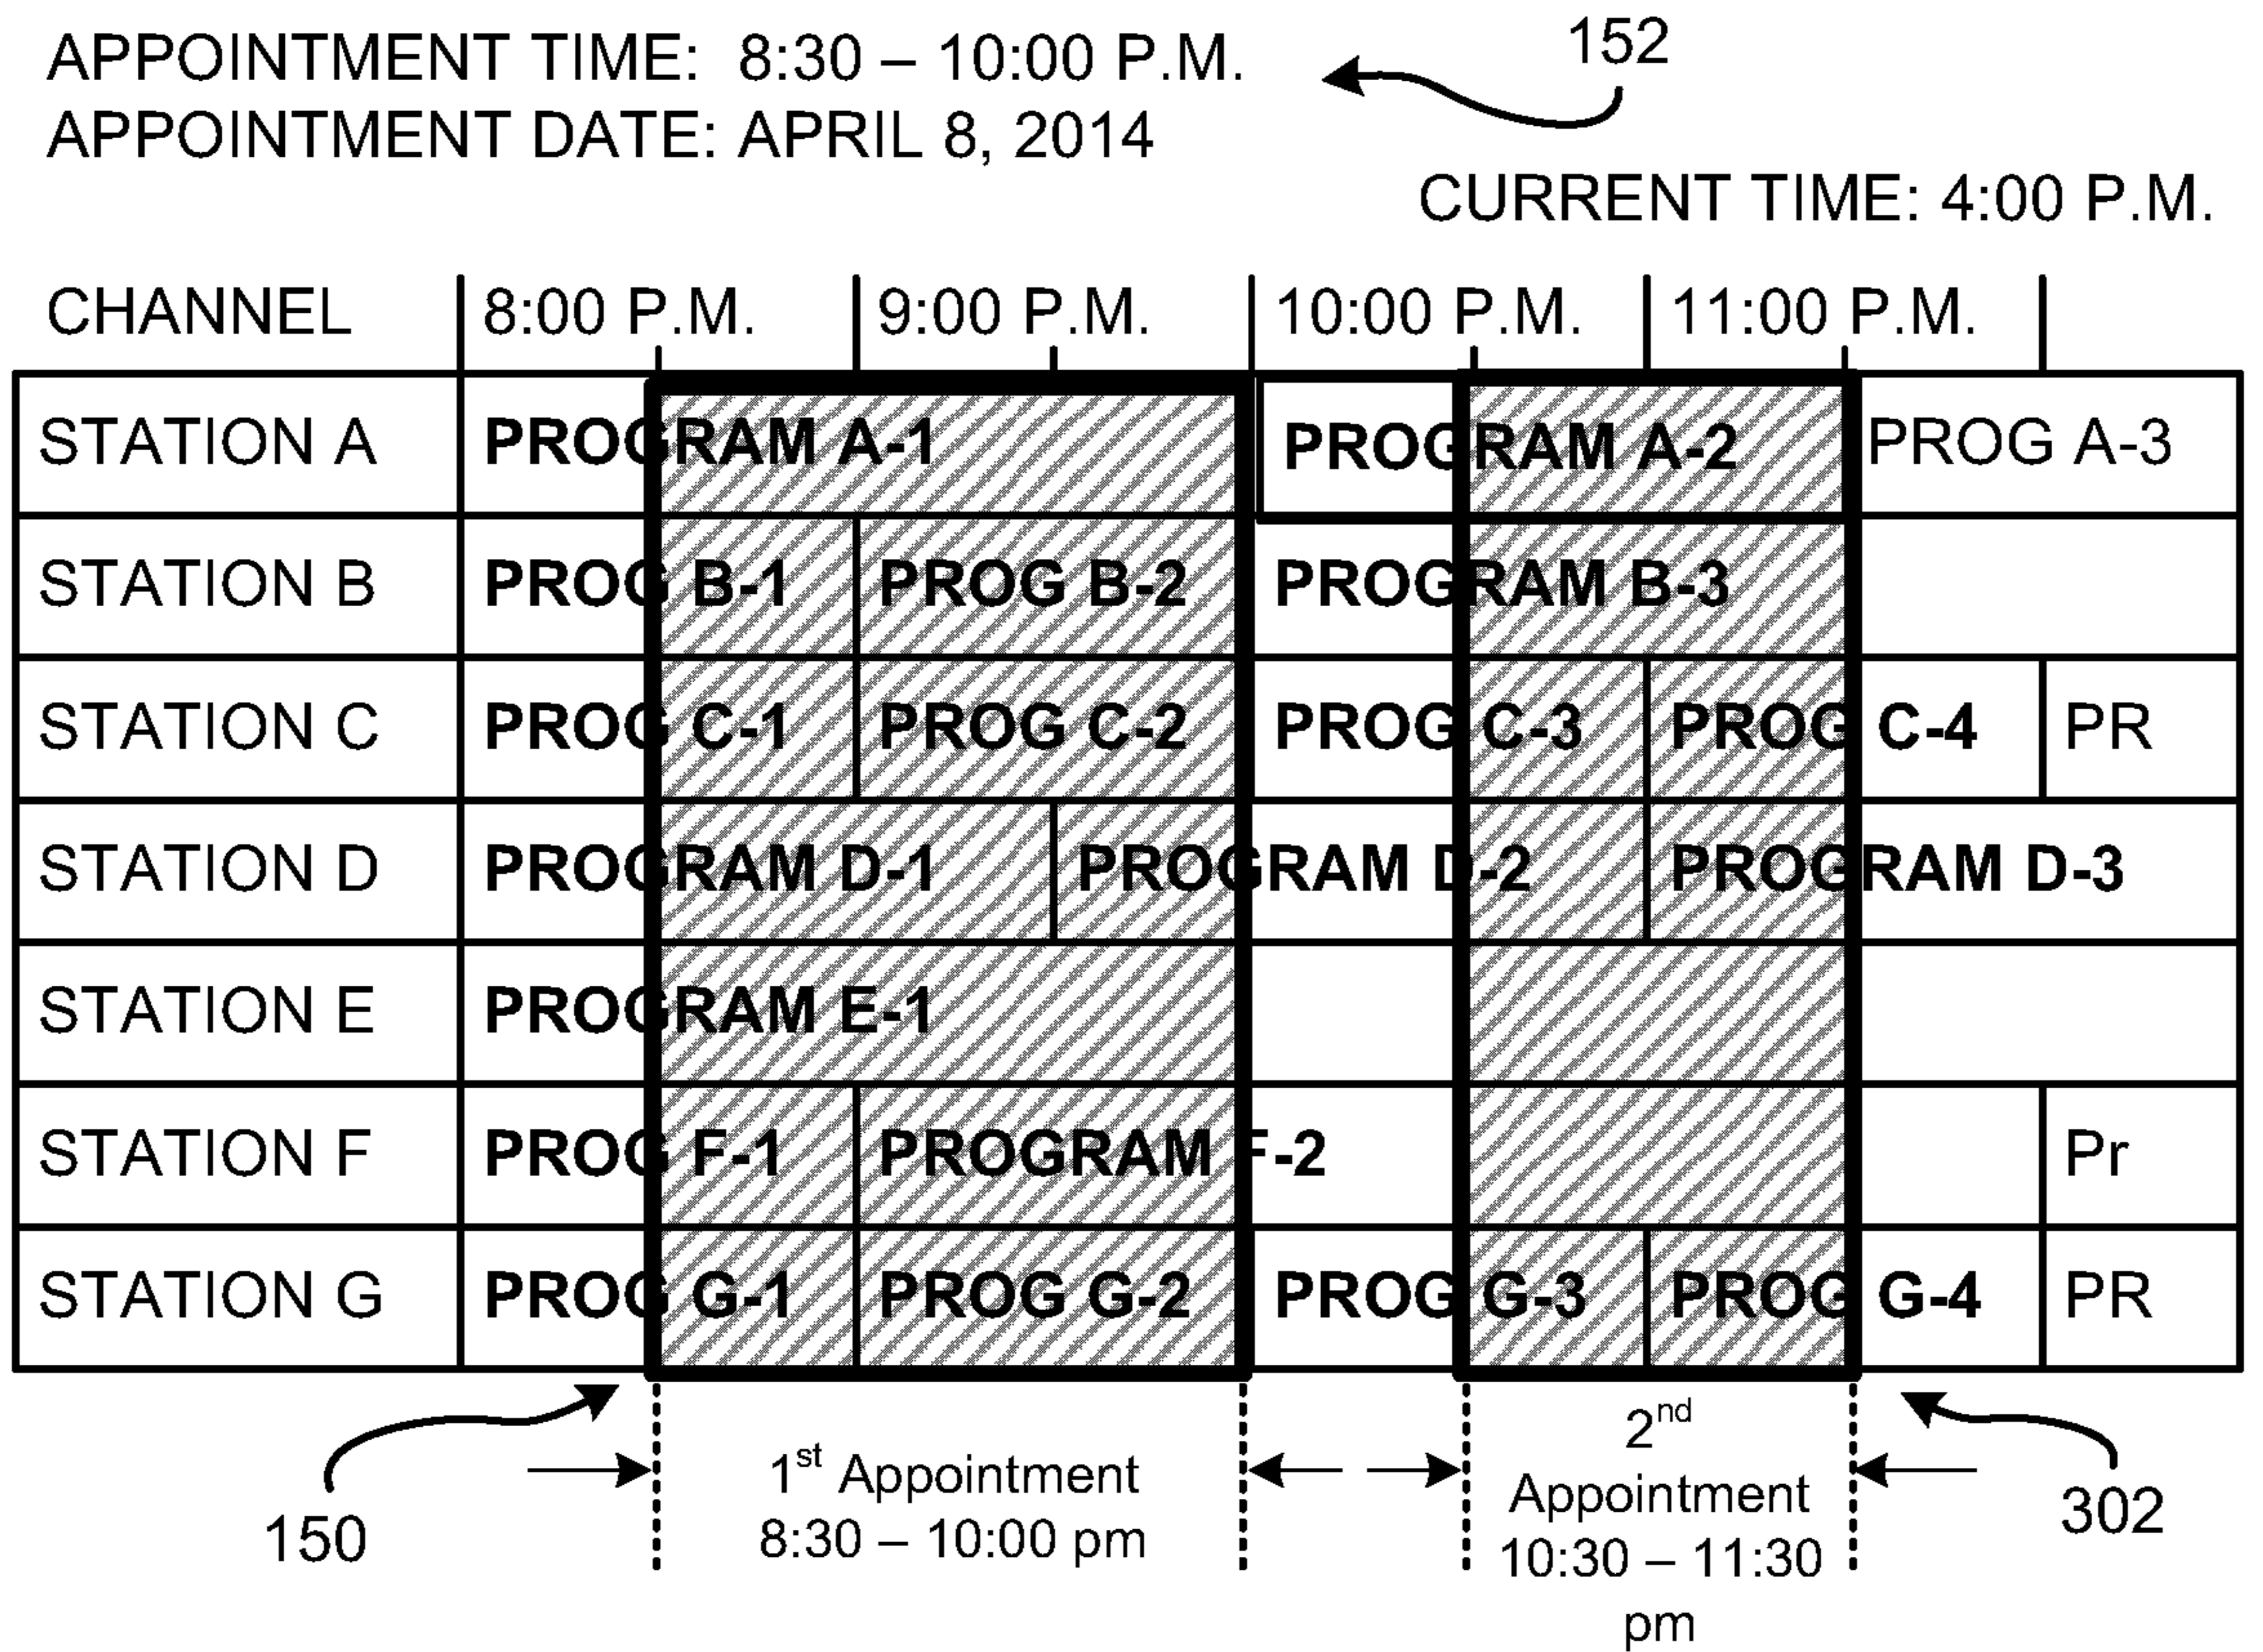 APPOINTMENT TIME: 8:30 – 10:00 P.M.
152
APPOINTMENT DATE: APRIL 8, 2014
CURRENT TIME: 4:00 P.M.
CHANNEL 8:00 P.M. 9:00 P.M. 10:00 P.M. 11:00 P.M.
STATION A PROGRAM A-1 PROGRAM A-2 PROG A-3
STATION B PROG B-1 PROG B-2 PROGRAM B-3
STATION C PROG C-1 PROG C-2 PROG C-3 PROG C-4 PR
STATION D PROGRAM D-1 PROGRAM D-2 PROGRAM D-3
STATION E PROGRAM E-1
STATION F PROG F-1 PROGRAM F-2 Pr
STATION G PROG G-1 PROG G-2 PROG G-3 PROG G-4 PR
150
1st Appointment
8:30 – 10:00 pm
2nd
Appointment
10:30 – 11:30
pm
302